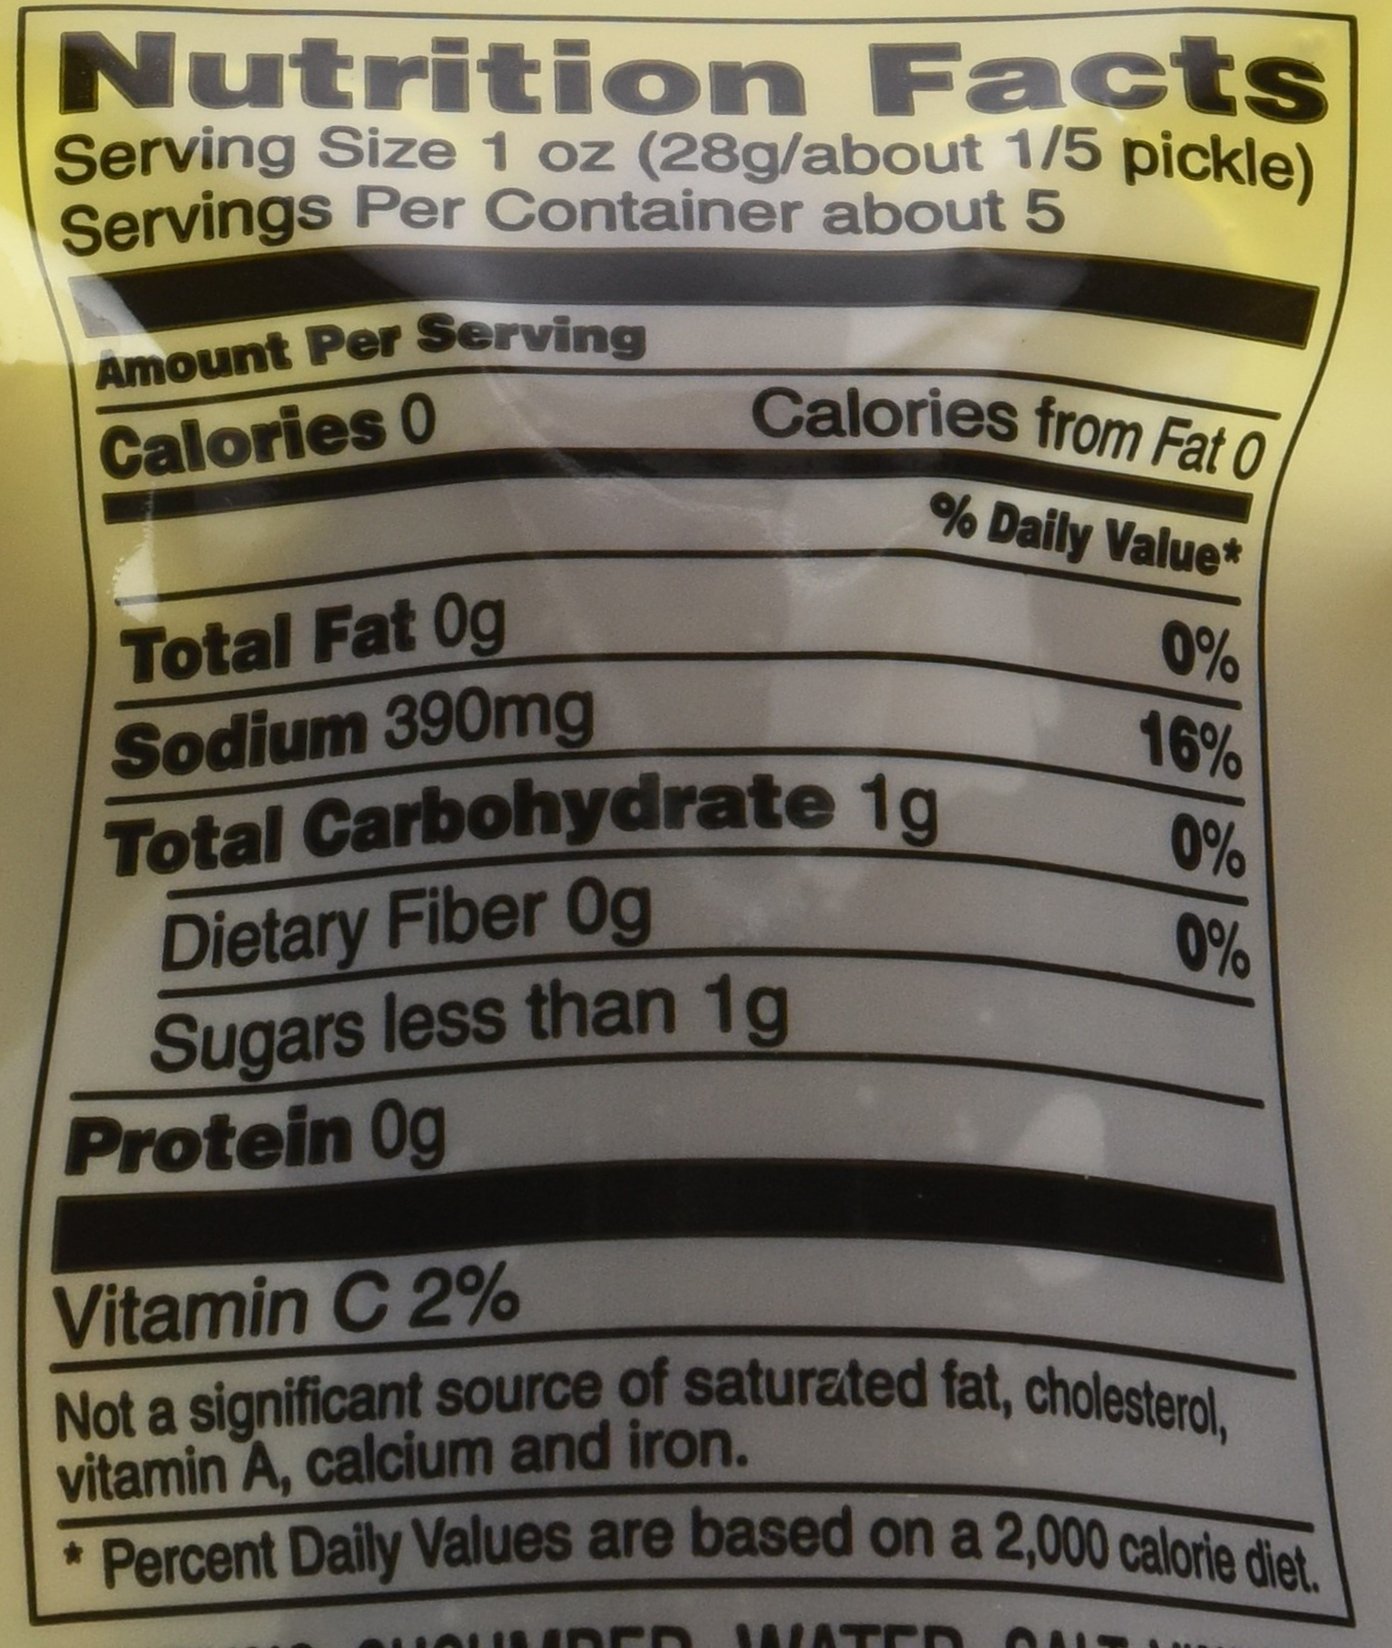 Nutrition Facts
Serving Size 1 oz (28g/about 1/5 pickle)
Servings Per Container about 5
Amount Per Serving
Calories 0 Calories from Fat 0
% Daily Value*
Total Fat 0g 0%
Sodium 390mg 16%
Total Carbohydrate 1g 0%
Dietary Fiber 0g 0%
Sugars less than 1g
Protein 0g
Vitamin C 2%
Not a significant source of saturated fat, cholesterol,
vitamin A, calcium and iron.
* Percent Daily Values are based on a 2,000 calorie diet.
CUCUMBER, WATER, SALT